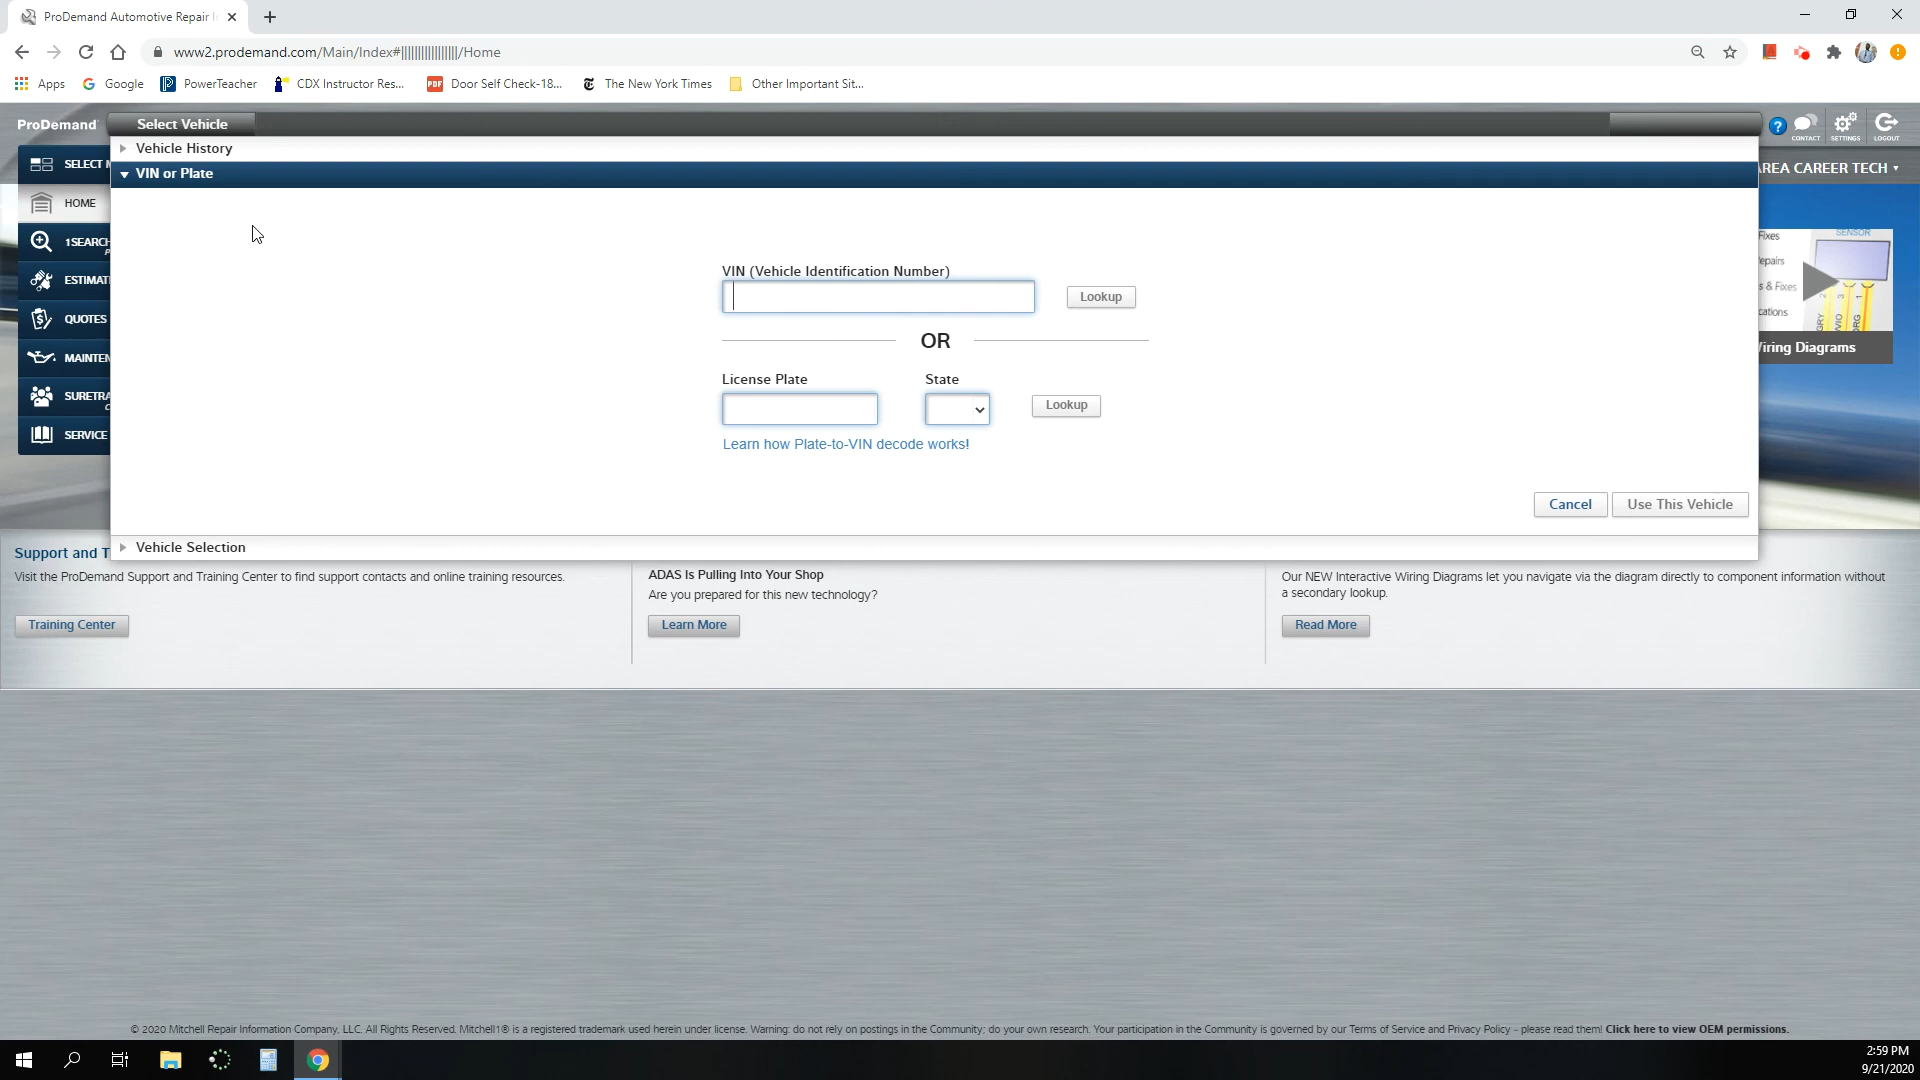 ProDemand Automotive Repair I
www2.prodemand.com/Main/Index#||||||||||||||||/Home
Apps
Google
PowerTeacher
CDX Instructor Res...
Door Self Check-18...
The New York Times
Other Important Sit...
ProDemand
Select Vehicle
CONTACT
SETTINGS
LOGOUT
Vehicle History
SELECT
AREA CAREER TECH
VIN or Plate
HOME
1SEARCH
ESTIMAT
QUOTES
MAINTEN
SURETRA
SERVICE
VIN (Vehicle Identification Number)
Lookup
OR
License Plate
State
Lookup
Learn how Plate-to-VIN decode works!
SENSOR
Fixes
epairs
s & Fixes
cations
Wiring Diagrams
Cancel
Use This Vehicle
Vehicle Selection
Support and T
Visit the ProDemand Support and Training Center to find support contacts and online training resources.
Training Center
ADAS Is Pulling Into Your Shop
Are you prepared for this new technology?
Learn More
Our NEW Interactive Wiring Diagrams let you navigate via the diagram directly to component information without
a secondary lookup.
Read More
© 2020 Mitchell Repair Information Company, LLC. All Rights Reserved. Mitchell1® is a registered trademark used herein under license. Warning: do not rely on postings in the Community; do your own research. Your participation in the Community is governed by our Terms of Service and Privacy Policy - please read them! Click here to view OEM permissions.
2:59 PM
9/21/2020